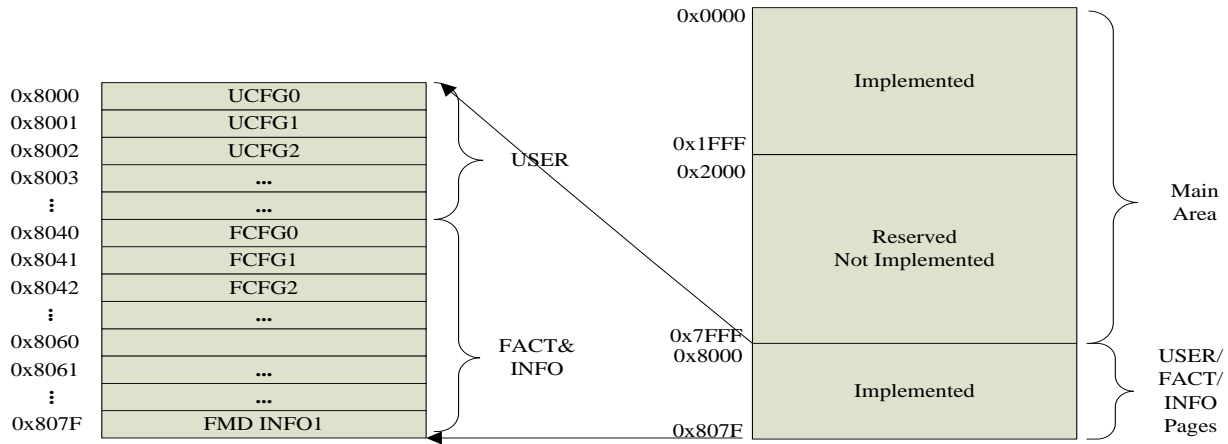 0x8000 UCFG0
0x8001 UCFG1
0x8002 UCFG2
0x8003 ...
⋮ ...
0x8040 FCFG0
0x8041 FCFG1
0x8042 FCFG2
⋮ ...
0x8060
0x8061 ...
⋮ ...
0x807F FMD INFO1
USER
FACT&
INFO
0x0000
Implemented
0x1FFF
0x2000
Reserved
Not Implemented
0x7FFF
0x8000
Implemented
0x807F
Main
Area
USER/
FACT/
INFO
Pages